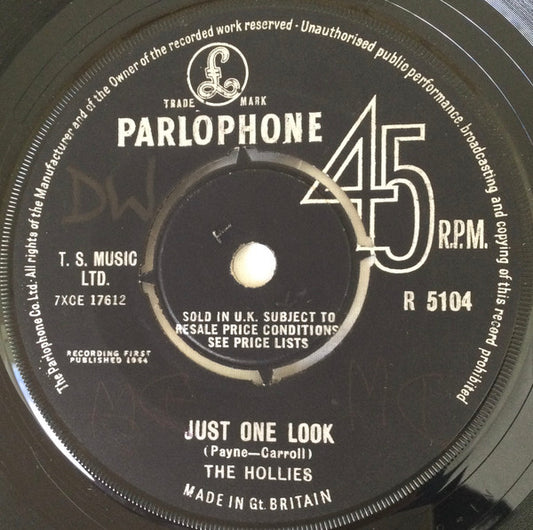 The Parlophone Co. Ltd. All rights of the Manufacturer and of the Owner of the recorded work reserved - Unauthorised public performance, broadcasting and copying of this record prohibited
£
TRADE MARK
PARLOPHONE
45
R.P.M.
DW
T. S. MUSIC
LTD.
7XCE 17612
R 5104
SOLD IN U.K. SUBJECT TO
RESALE PRICE CONDITIONS
SEE PRICE LISTS
RECORDING FIRST
PUBLISHED 1964
JUST ONE LOOK
(Payne—Carroll)
THE HOLLIES
MADE IN Gt. BRITAIN